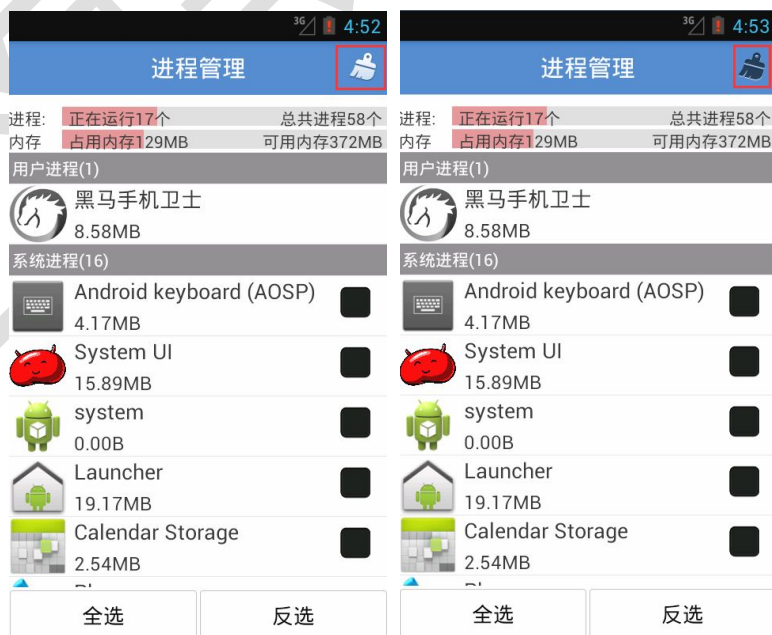 3G 4:52
进程管理
进程: 正在运行17个 总共进程58个
内存 占用内存129MB 可用内存372MB
用户进程(1)
黑马手机卫士
8.58MB
系统进程(16)
Android keyboard (AOSP)
4.17MB
System UI
15.89MB
system
0.00B
Launcher
19.17MB
Calendar Storage
2.54MB
全选 反选
3G 4:53
进程管理
进程: 正在运行17个 总共进程58个
内存 占用内存129MB 可用内存372MB
用户进程(1)
黑马手机卫士
8.58MB
系统进程(16)
Android keyboard (AOSP)
4.17MB
System UI
15.89MB
system
0.00B
Launcher
19.17MB
Calendar Storage
2.54MB
全选 反选